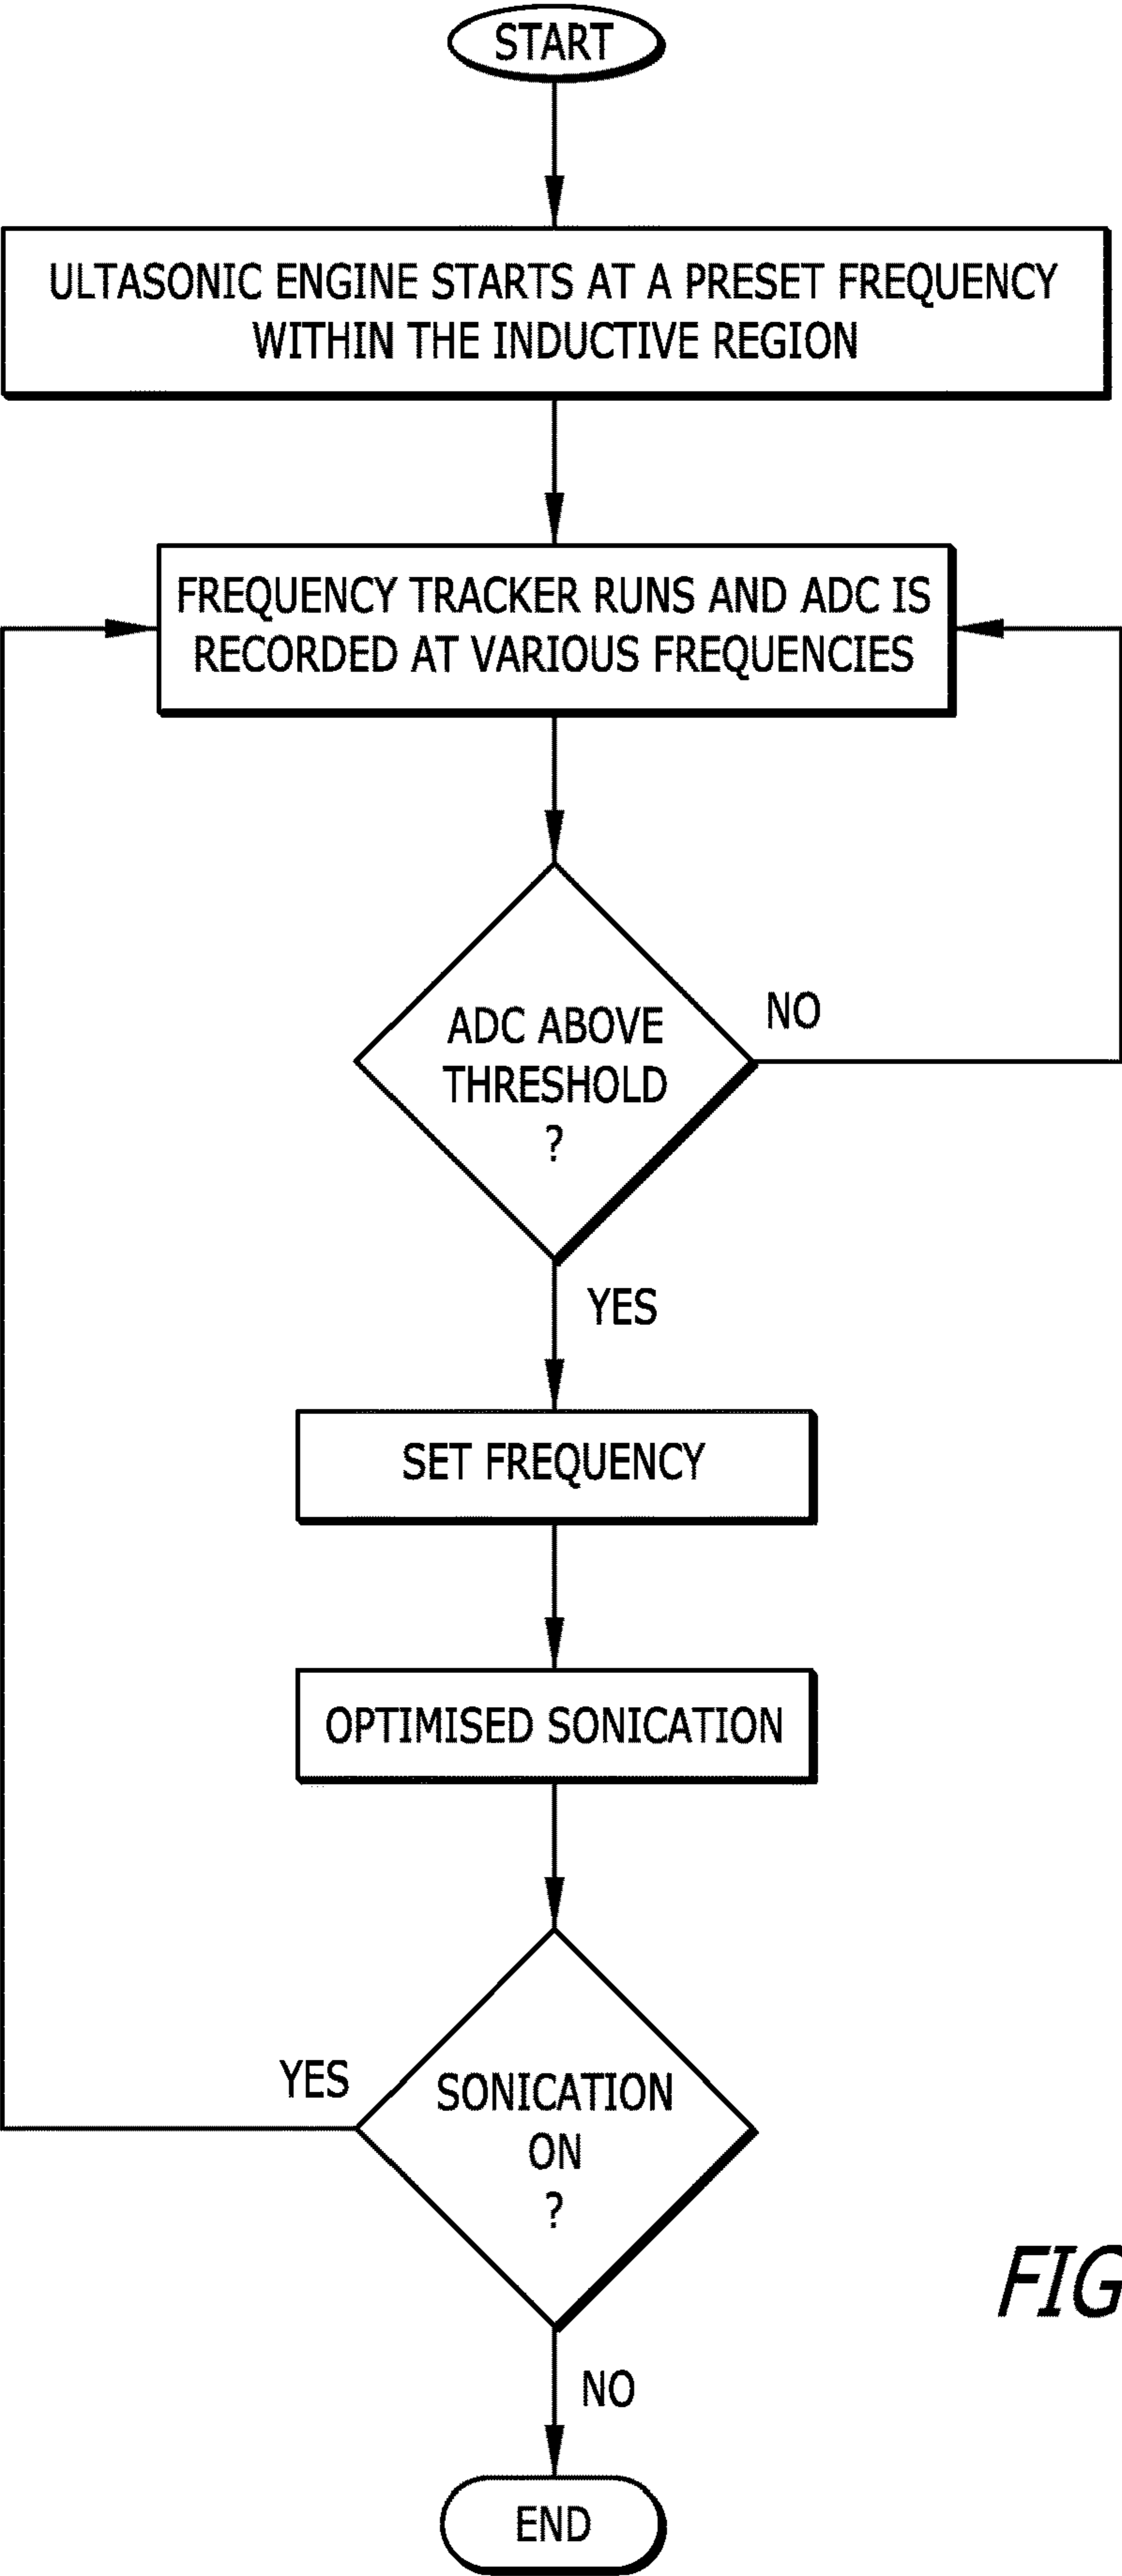 START
ULTASONIC ENGINE STARTS AT A PRESET FREQUENCY
WITHIN THE INDUCTIVE REGION
FREQUENCY TRACKER RUNS AND ADC IS
RECORDED AT VARIOUS FREQUENCIES
ADC ABOVE
THRESHOLD
?
NO
YES
SET FREQUENCY
OPTIMISED SONICATION
YES
SONICATION
ON
?
FIG
NO
END